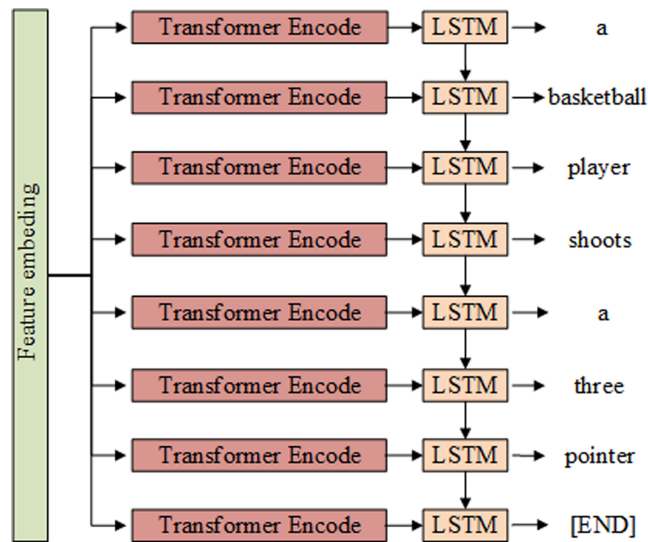 Feature embeding
Transformer Encode LSTM a
Transformer Encode LSTM basketball
Transformer Encode LSTM player
Transformer Encode LSTM shoots
Transformer Encode LSTM a
Transformer Encode LSTM three
Transformer Encode LSTM pointer
Transformer Encode LSTM [END]